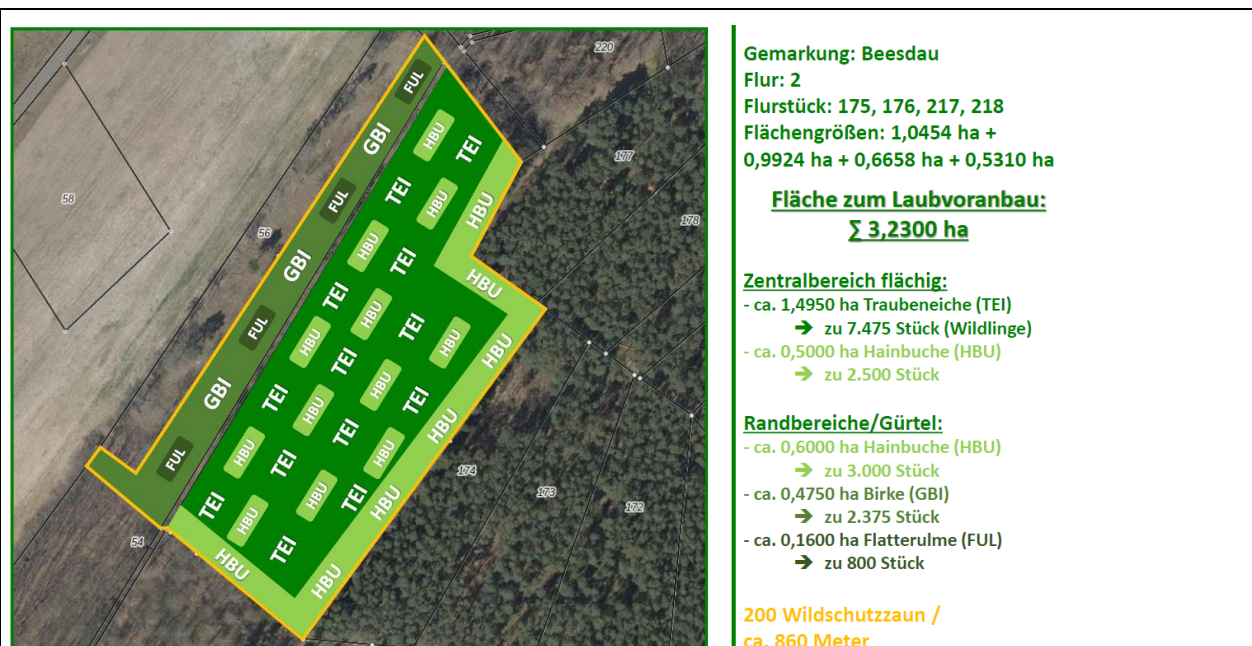 Gemarkung: Beesdau
Flur: 2
Flurstück: 175, 176, 217, 218
Flächengrößen: 1,0454 ha +
0,9924 ha + 0,6658 ha + 0,5310 ha
Fläche zum Laubvoranbau:
∑ 3,2300 ha
Zentralbereich flächig:
- ca. 1,4950 ha Traubeneiche (TEI)
➔ zu 7.475 Stück (Wildlinge)
- ca. 0,5000 ha Hainbuche (HBU)
➔ zu 2.500 Stück
Randbereiche/Gürtel:
- ca. 0,6000 ha Hainbuche (HBU)
➔ zu 3.000 Stück
- ca. 0,4750 ha Birke (GBI)
➔ zu 2.375 Stück
- ca. 0,1600 ha Flatterulme (FUL)
➔ zu 800 Stück
200 Wildschutzzaun /
ca. 860 Meter
220
177
178
58
56
54
174
173
172
FUL
GBI
FUL
GBI
FUL
GBI
FUL
HBU
TEI
TEI
HBU
HBU
HBU
TEI
TEI
HBU
HBU
TEI
HBU
TEI
HBU
HBU
TEI
HBU
TEI
HBU
TEI
HBU
TEI
HBU
HBU
TEI
HBU
HBU
TEI
TEI
HBU
HBU
TEI
HBU
HBU